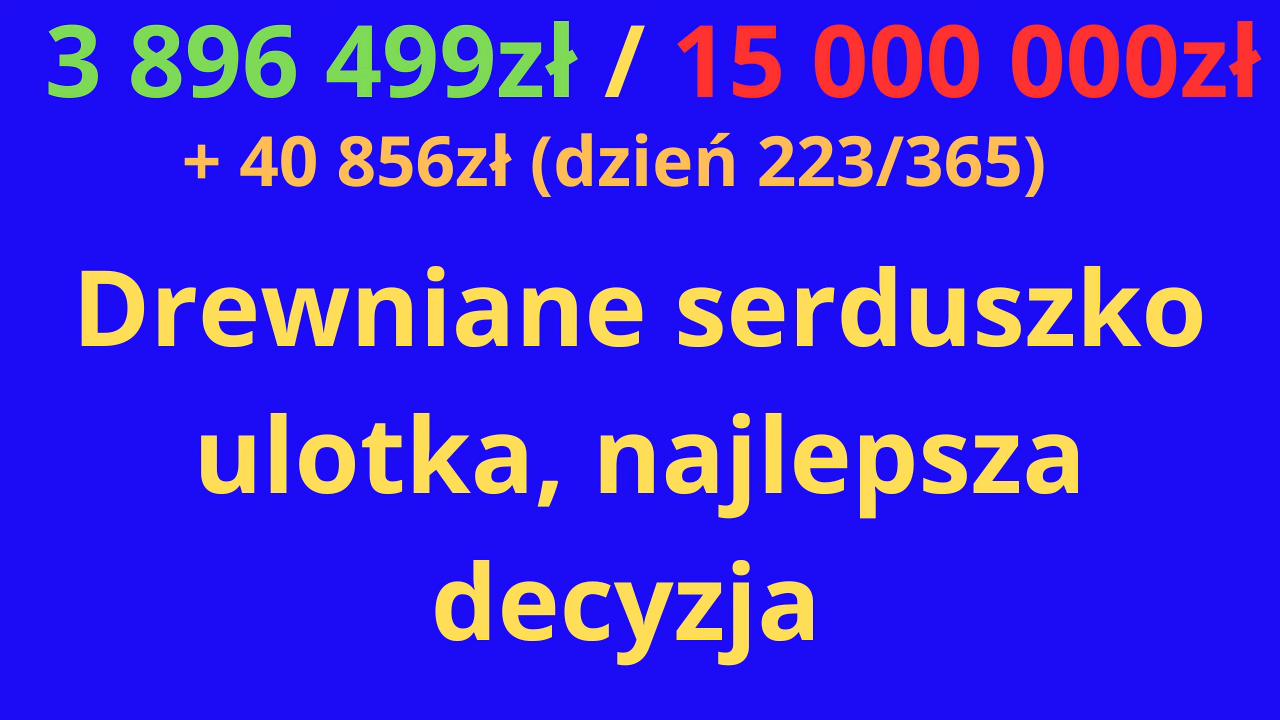 3 896 499zł / 15 000 000zł
+ 40 856zł (dzień 223/365)
Drewniane serduszko
ulotka, najlepsza
decyzja